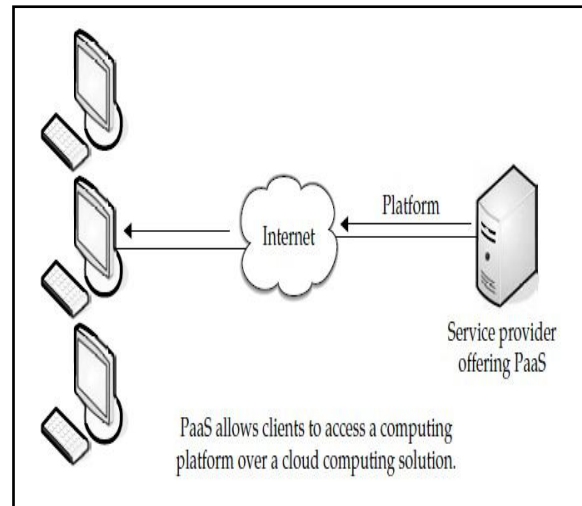 Platform
Internet
Service provider
offering PaaS
PaaS allows clients to access a computing
platform over a cloud computing solution.